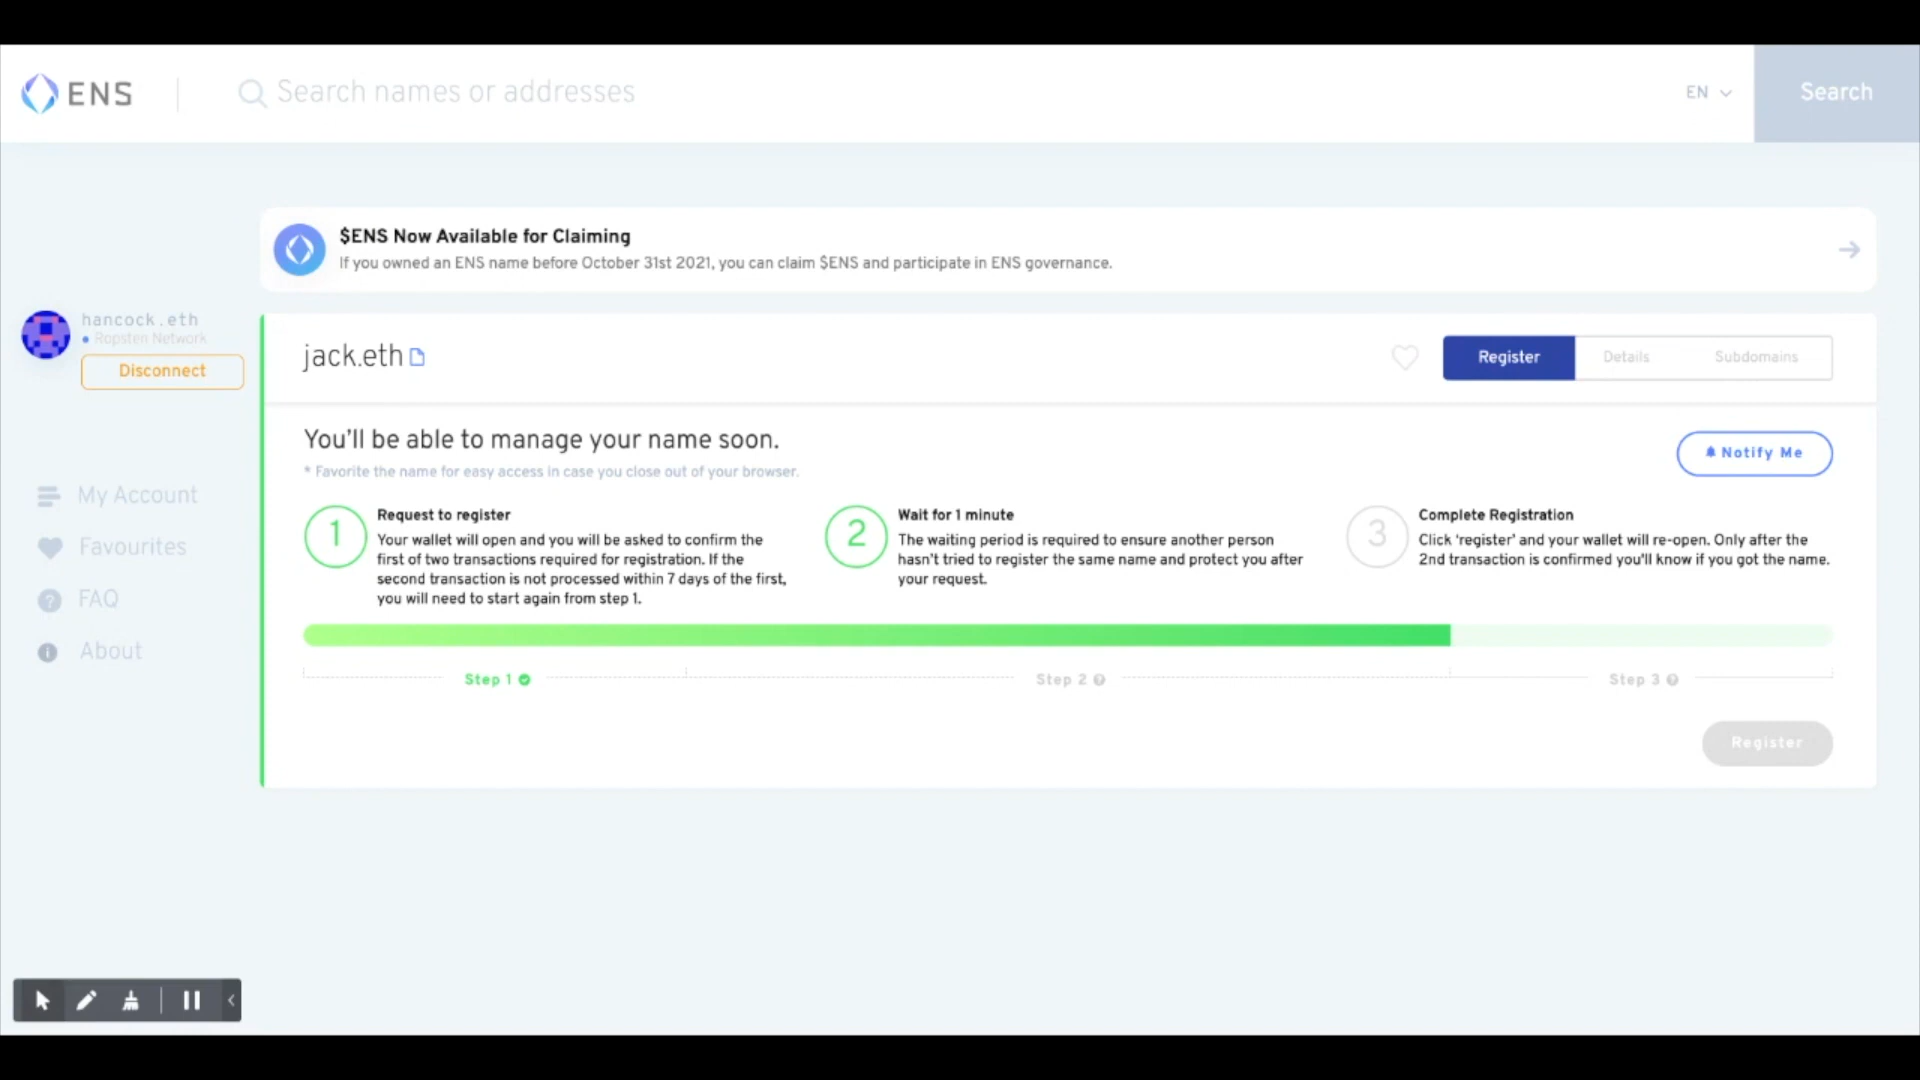 ENS
Search names or addresses
EN
Search
$ENS Now Available for Claiming
If you owned an ENS name before October 31st 2021, you can claim $ENS and participate in ENS governance.
hancock.eth
Ropsten Network
Disconnect
jack.eth
Register
Details
Subdomains
You'll be able to manage your name soon.
* Favorite the name for easy access in case you close out of your browser.
Notify Me
My Account
Favourites
FAQ
About
1
Request to register
Your wallet will open and you will be asked to confirm the
first of two transactions required for registration. If the
second transaction is not processed within 7 days of the first,
you will need to start again from step 1.
2
Wait for 1 minute
The waiting period is required to ensure another person
hasn't tried to register the same name and protect you after
your request.
3
Complete Registration
Click ‘register’ and your wallet will re-open. Only after the
2nd transaction is confirmed you'll know if you got the name.
Step 1
Step 2
Step 3
Register